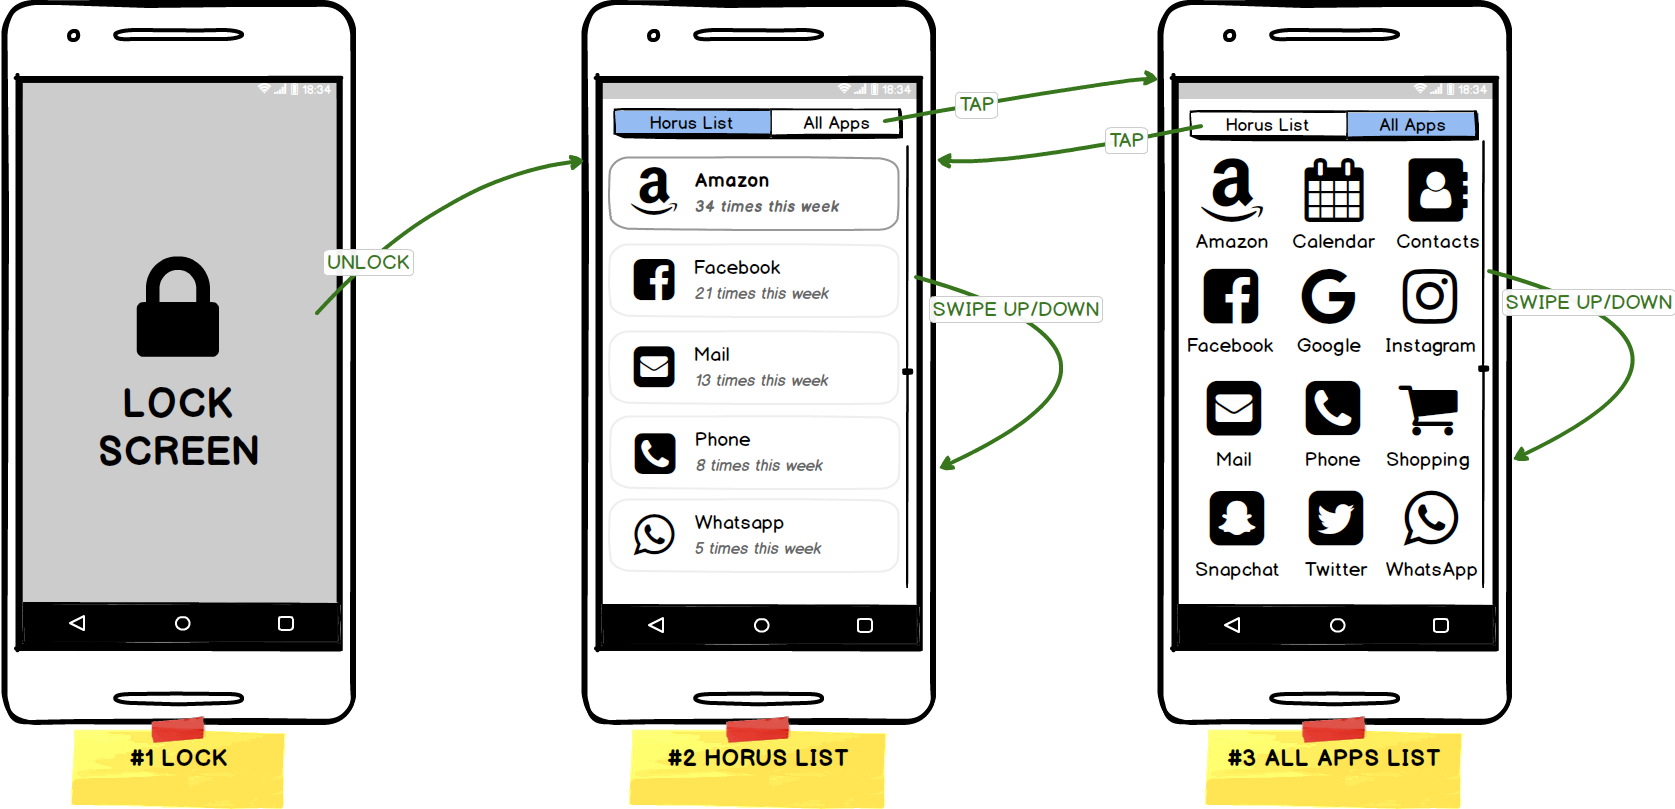 18:34
LOCK
SCREEN
UNLOCK
#1 LOCK
18:34
Horus List
All Apps
TAP
Amazon
34 times this week
Facebook
21 times this week
Mail
13 times this week
Phone
8 times this week
Whatsapp
5 times this week
SWIPE UP/DOWN
#2 HORUS LIST
18:34
TAP
Horus List
All Apps
Amazon
Calendar
Contacts
Facebook
Google
Instagram
Mail
Phone
Shopping
Snapchat
Twitter
WhatsApp
SWIPE UP/DOWN
#3 ALL APPS LIST